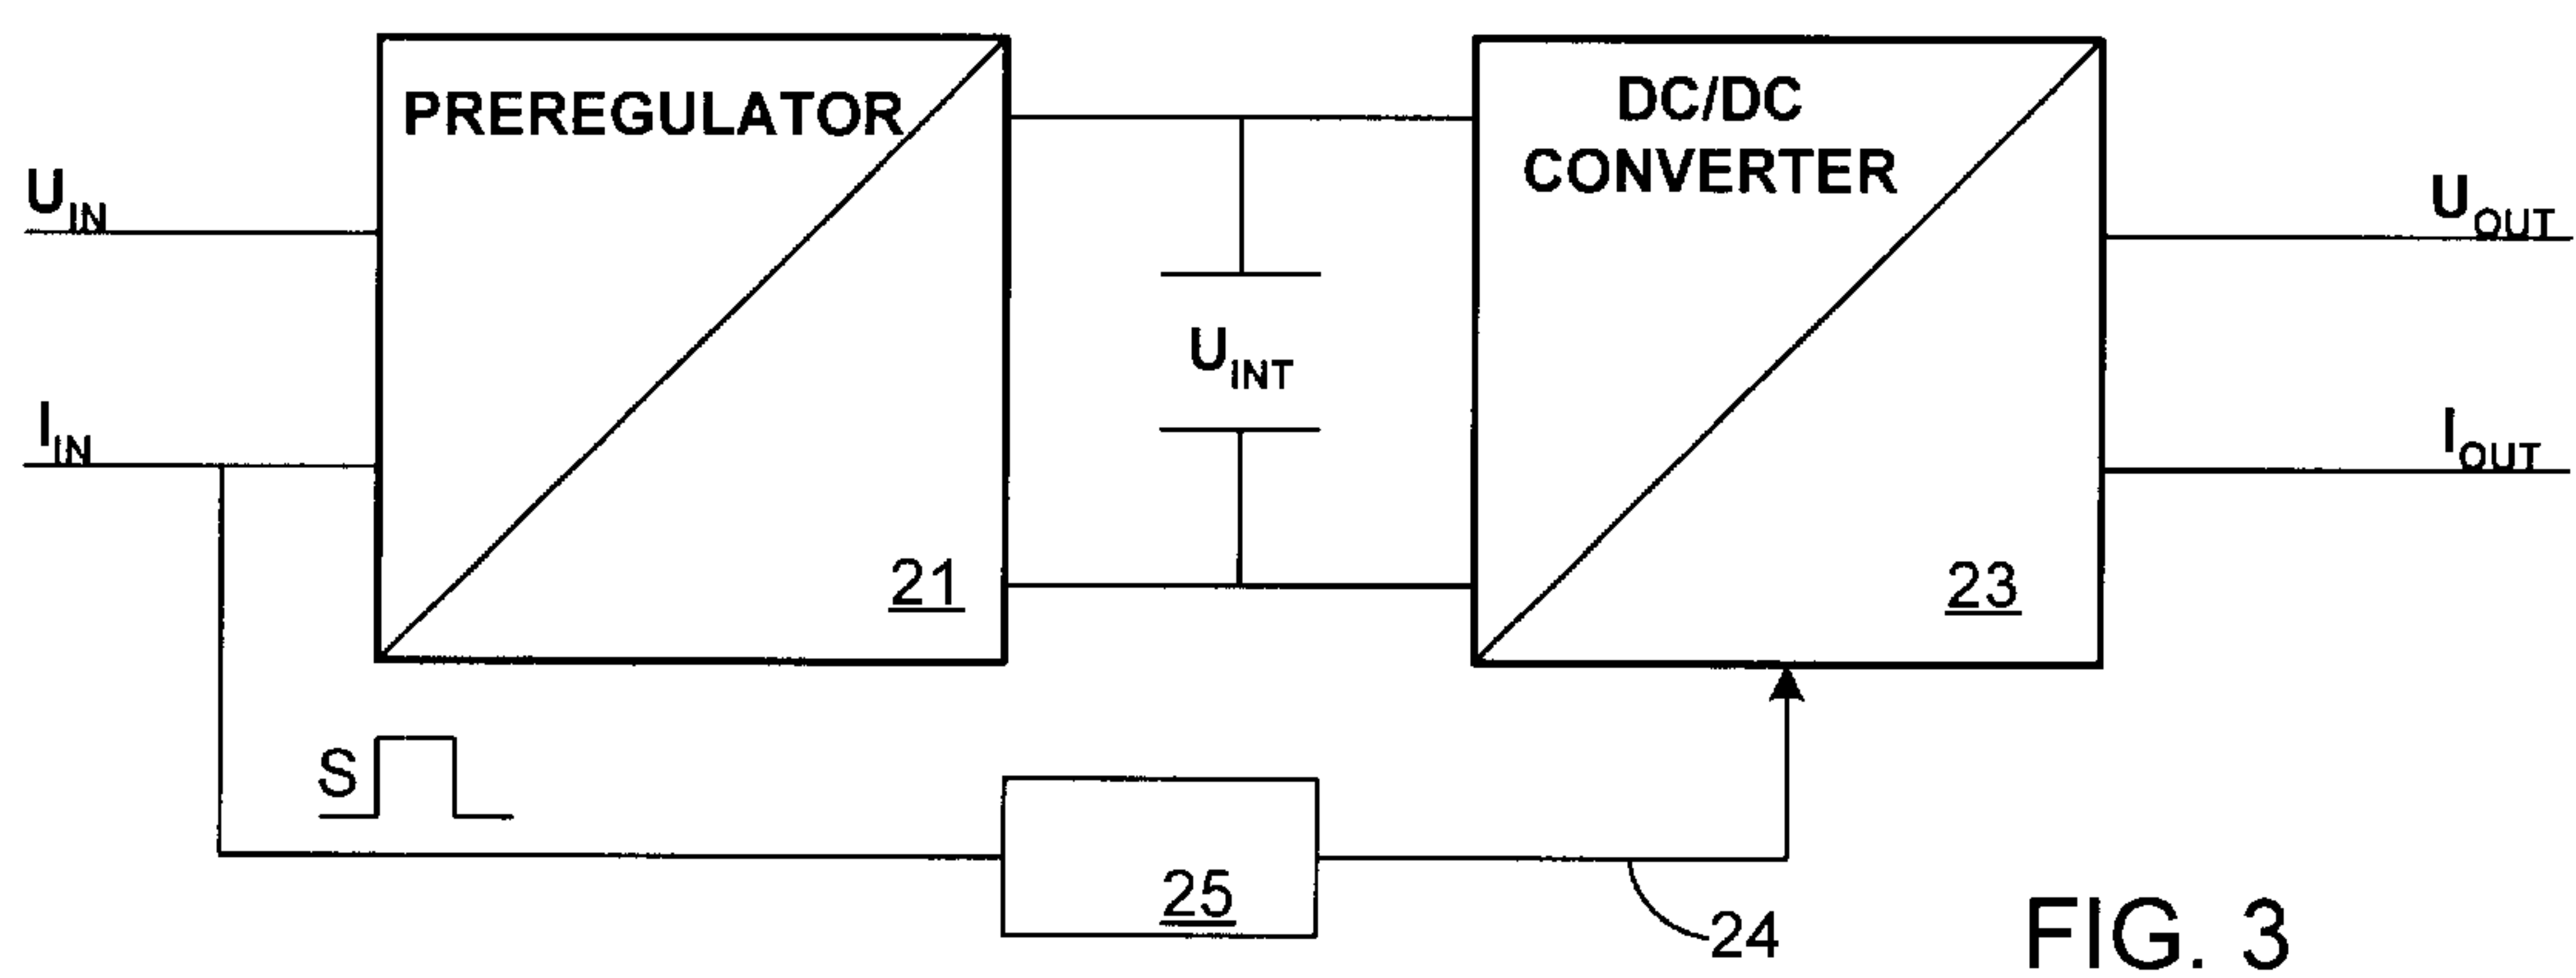 PREREGULATOR
DC/DC
CONVERTER
U_IN
U_OUT
U_INT
I_IN
I_OUT
21
23
S
25
24
FIG. 3